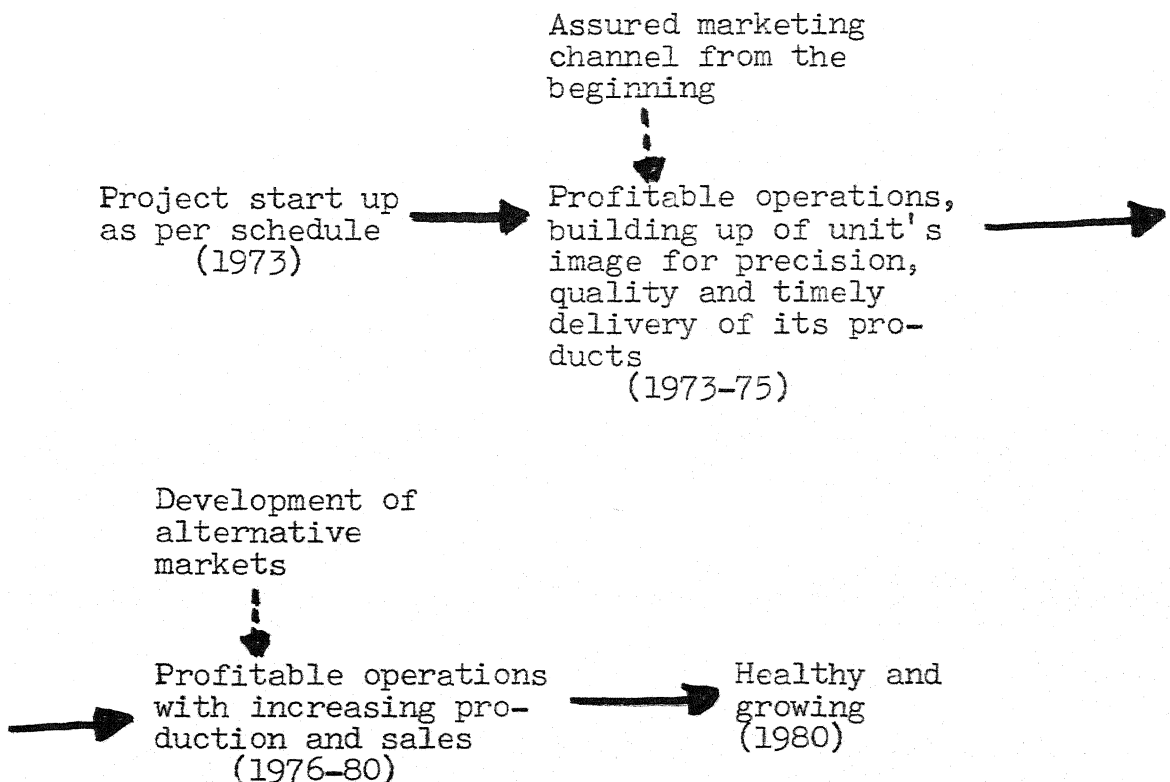 Assured marketing
channel from the
beginning
Project start up
as per schedule
(1973)
Profitable operations,
building up of unit's
image for precision,
quality and timely
delivery of its pro-
ducts
(1973-75)
Development of
alternative
markets
Profitable operations
with increasing pro-
duction and sales
(1976-80)
Healthy and
growing
(1980)